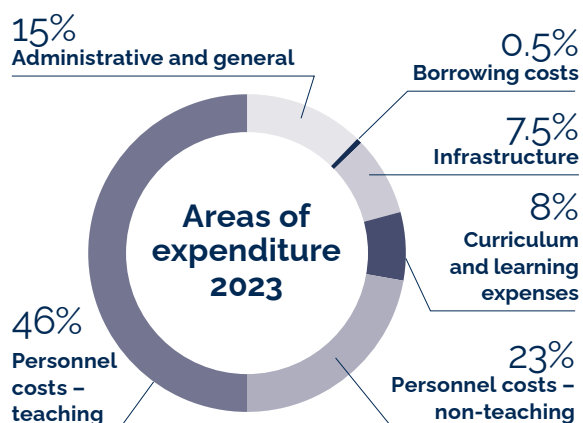 15%
Administrative and general
0.5%
Borrowing costs
7.5%
Infrastructure
8%
Curriculum
and learning
expenses
Areas of
expenditure
2023
46%
Personnel
costs –
teaching
23%
Personnel costs –
non-teaching